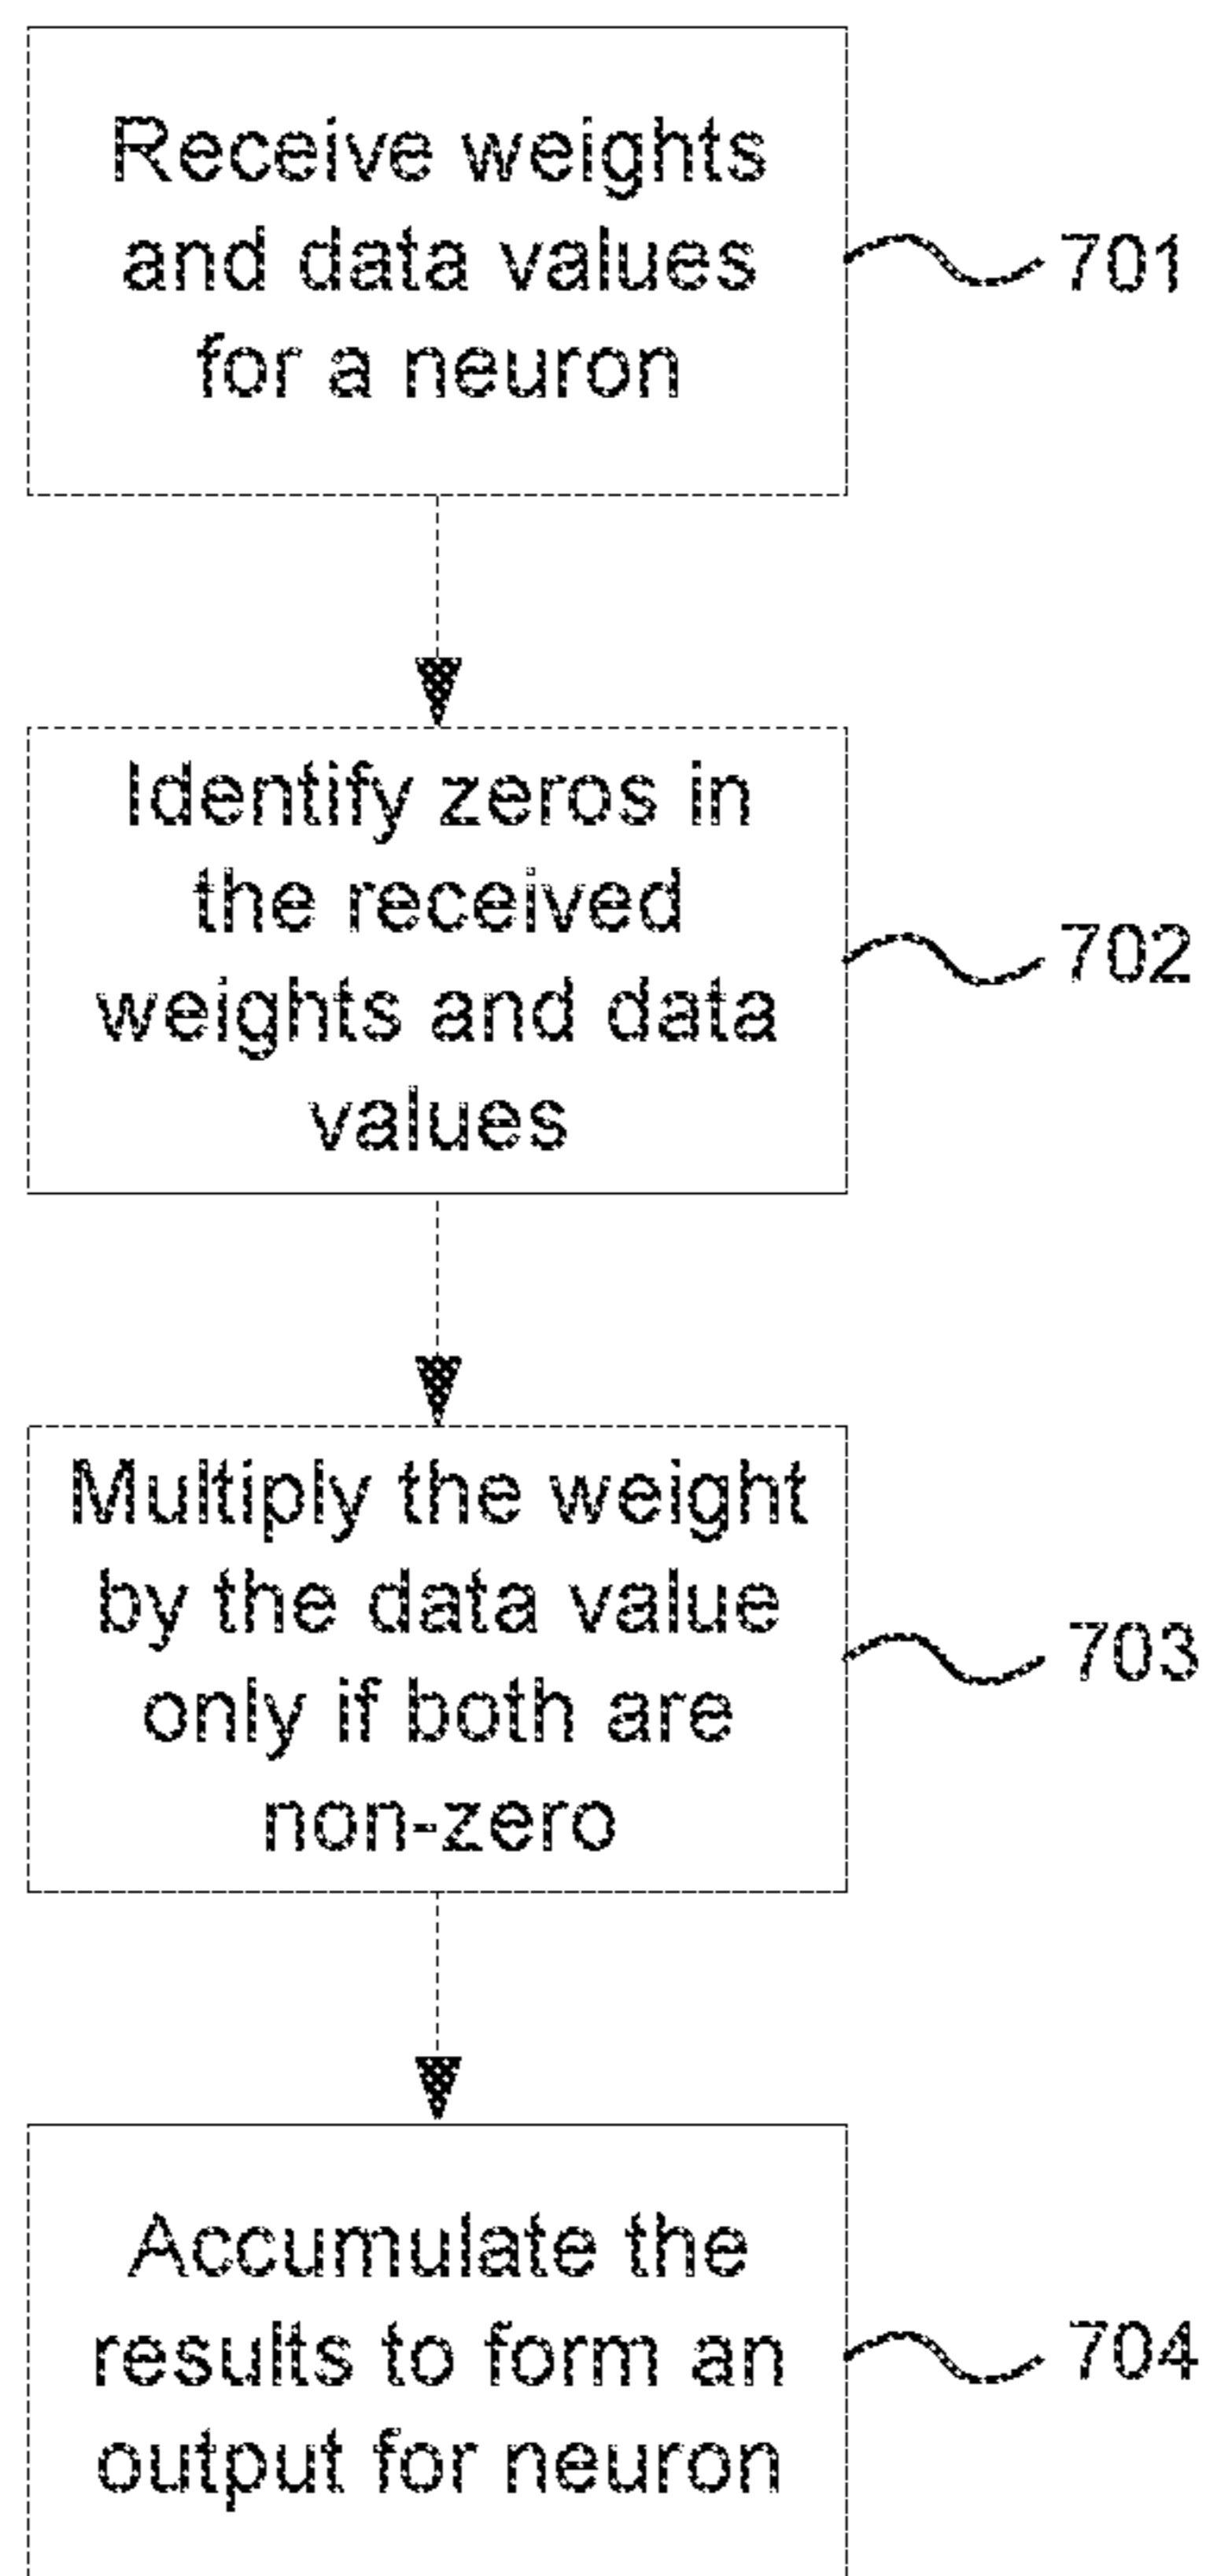 Receive weights
and data values
for a neuron
701
Identify zeros in
the received
weights and data
values
702
Multiply the weight
by the data value
only if both are
non-zero
703
Accumulate the
results to form an
output for neuron
704